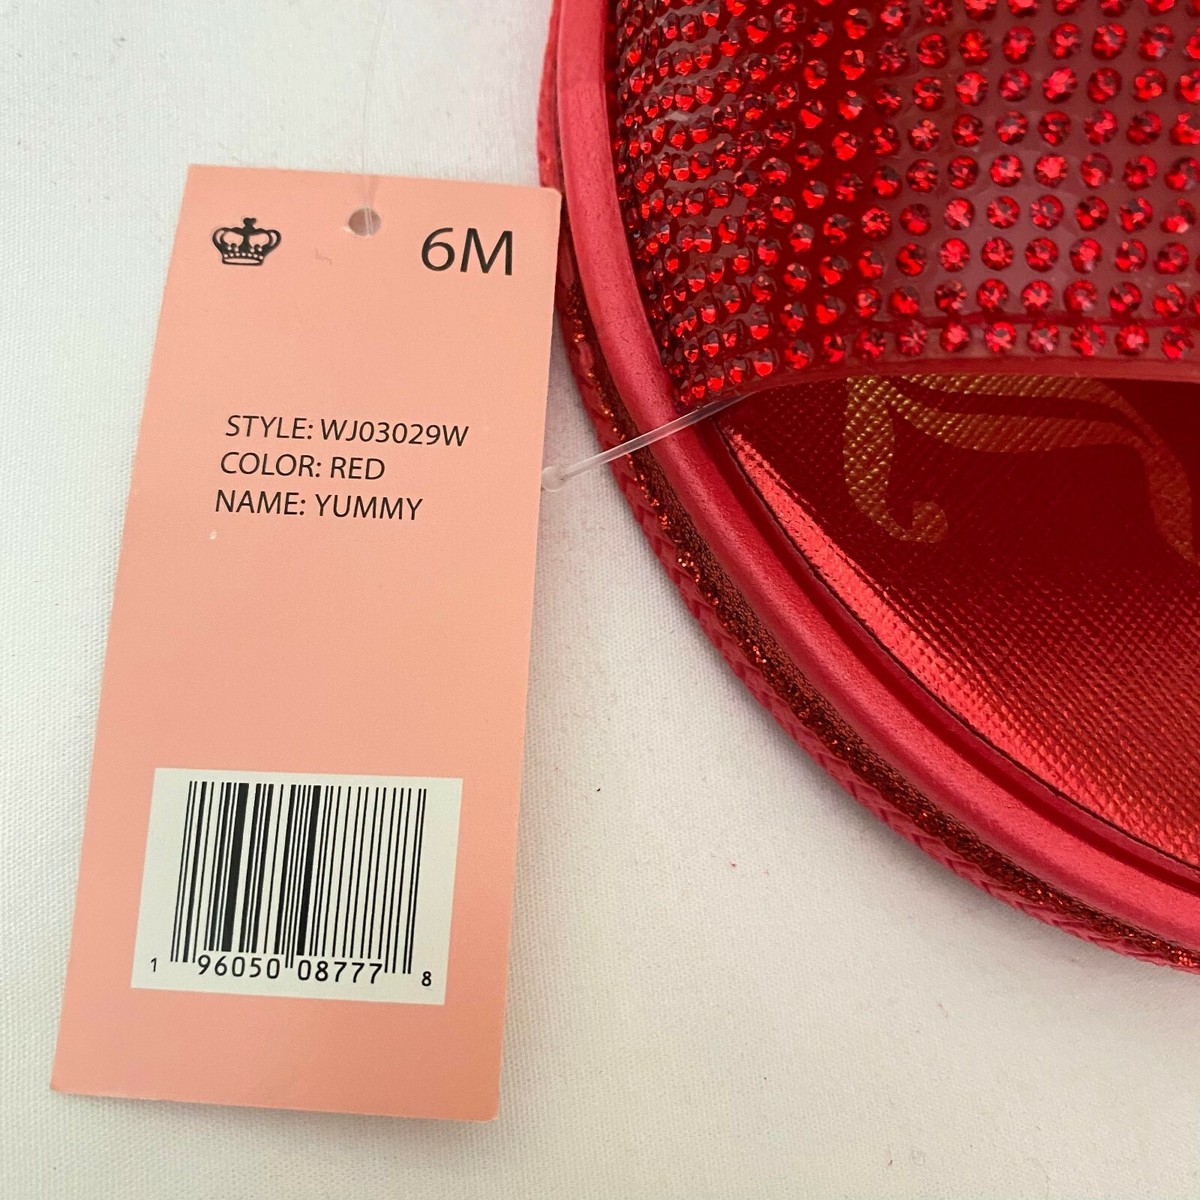 6M
STYLE: WJ03029W
COLOR: RED
NAME: YUMMY
1 96050 08777 8